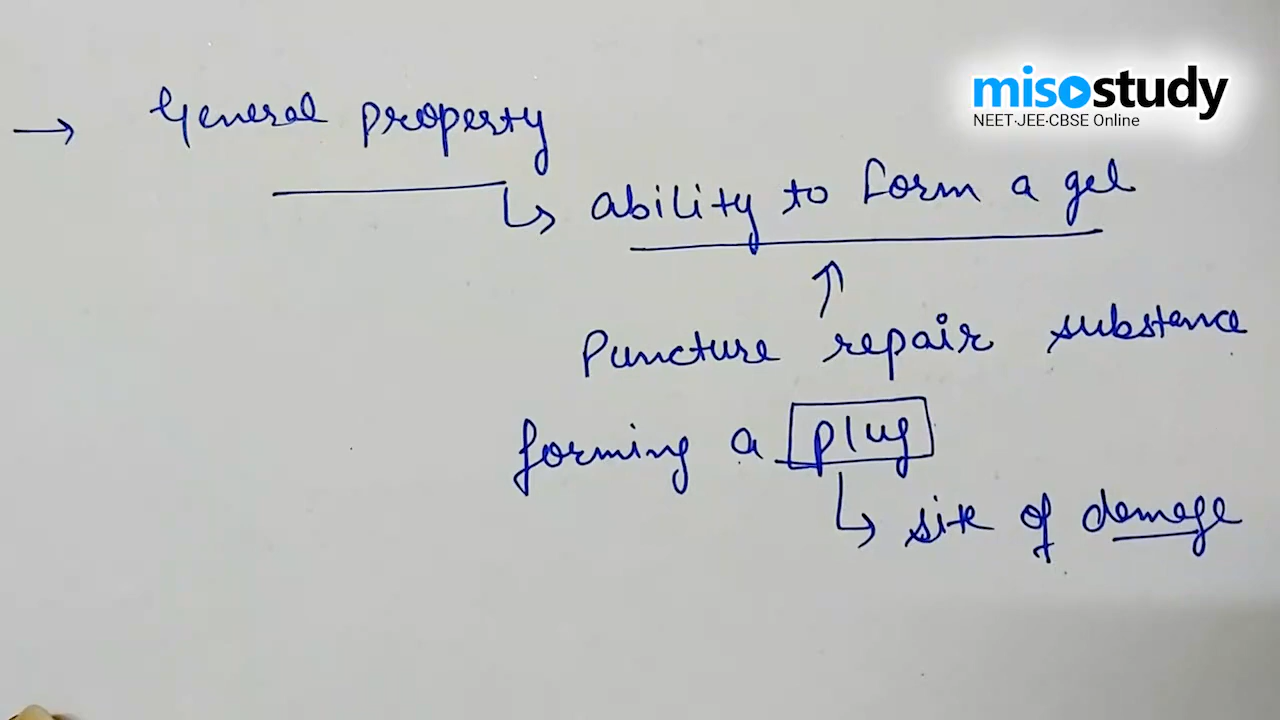 misostudy
NEET·JEE·CBSE Online
→ General property
↳ ability to form a gel
↑
Puncture repair substance
forming a plug
↳ site of damage